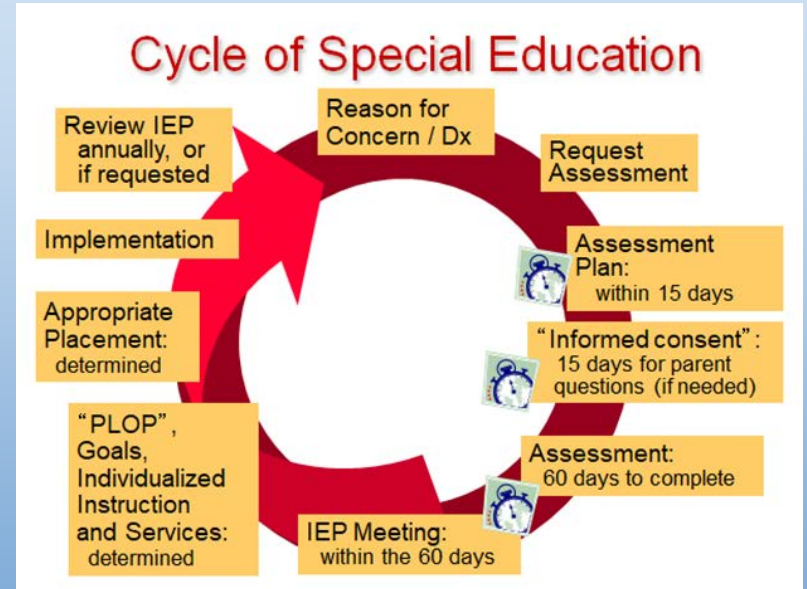 Cycle of Special Education
Reason for
Concern / Dx
Request
Assessment
Assessment
Plan:
within 15 days
“Informed consent”:
15 days for parent
questions (if needed)
Assessment:
60 days to complete
IEP Meeting:
within the 60 days
“PLOP”,
Goals,
Individualized
Instruction
and Services:
determined
Appropriate
Placement:
determined
Implementation
Review IEP
annually, or
if requested